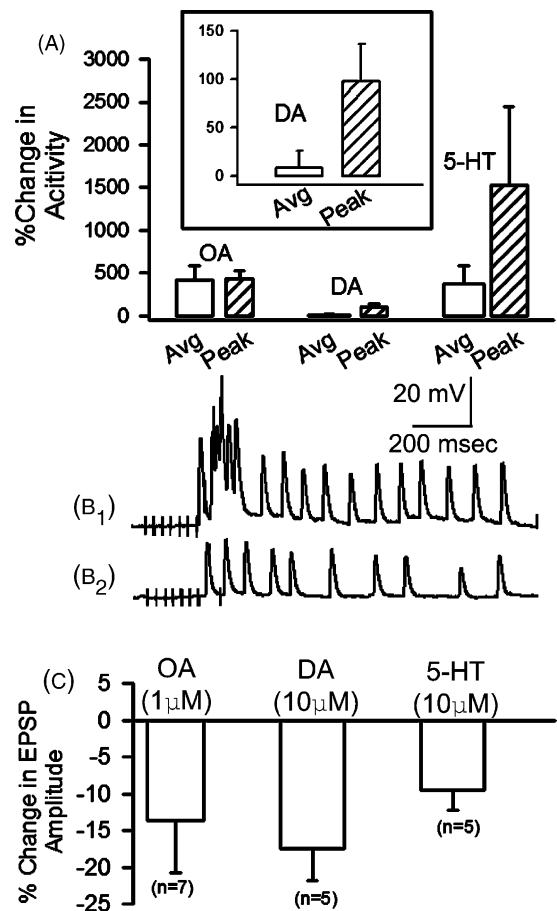 (A)
%Change in
Acitivity
3000
2500
2000
1500
1000
500
0
150
100
50
0
DA
Avg Peak
OA
DA
5-HT
Avg Peak Avg Peak Avg Peak
20 mV
200 msec
(B1)
(B2)
(C)
% Change in EPSP
Amplitude
5
0
-5
-10
-15
-20
-25
OA DA 5-HT
(1μM) (10μM) (10μM)
(n=7) (n=5) (n=5)